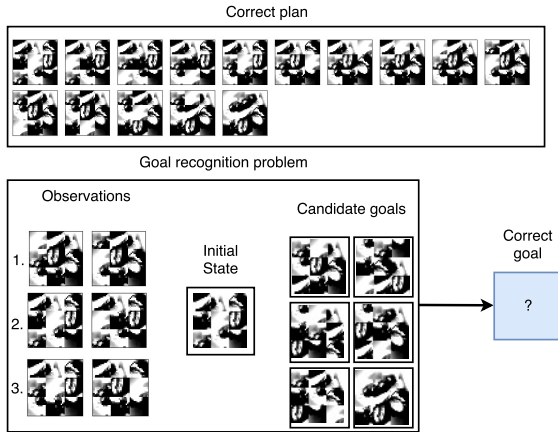 Correct plan
Goal recognition problem
Observations
Candidate goals
Initial
State
Correct
goal
1.
2.
3.
?